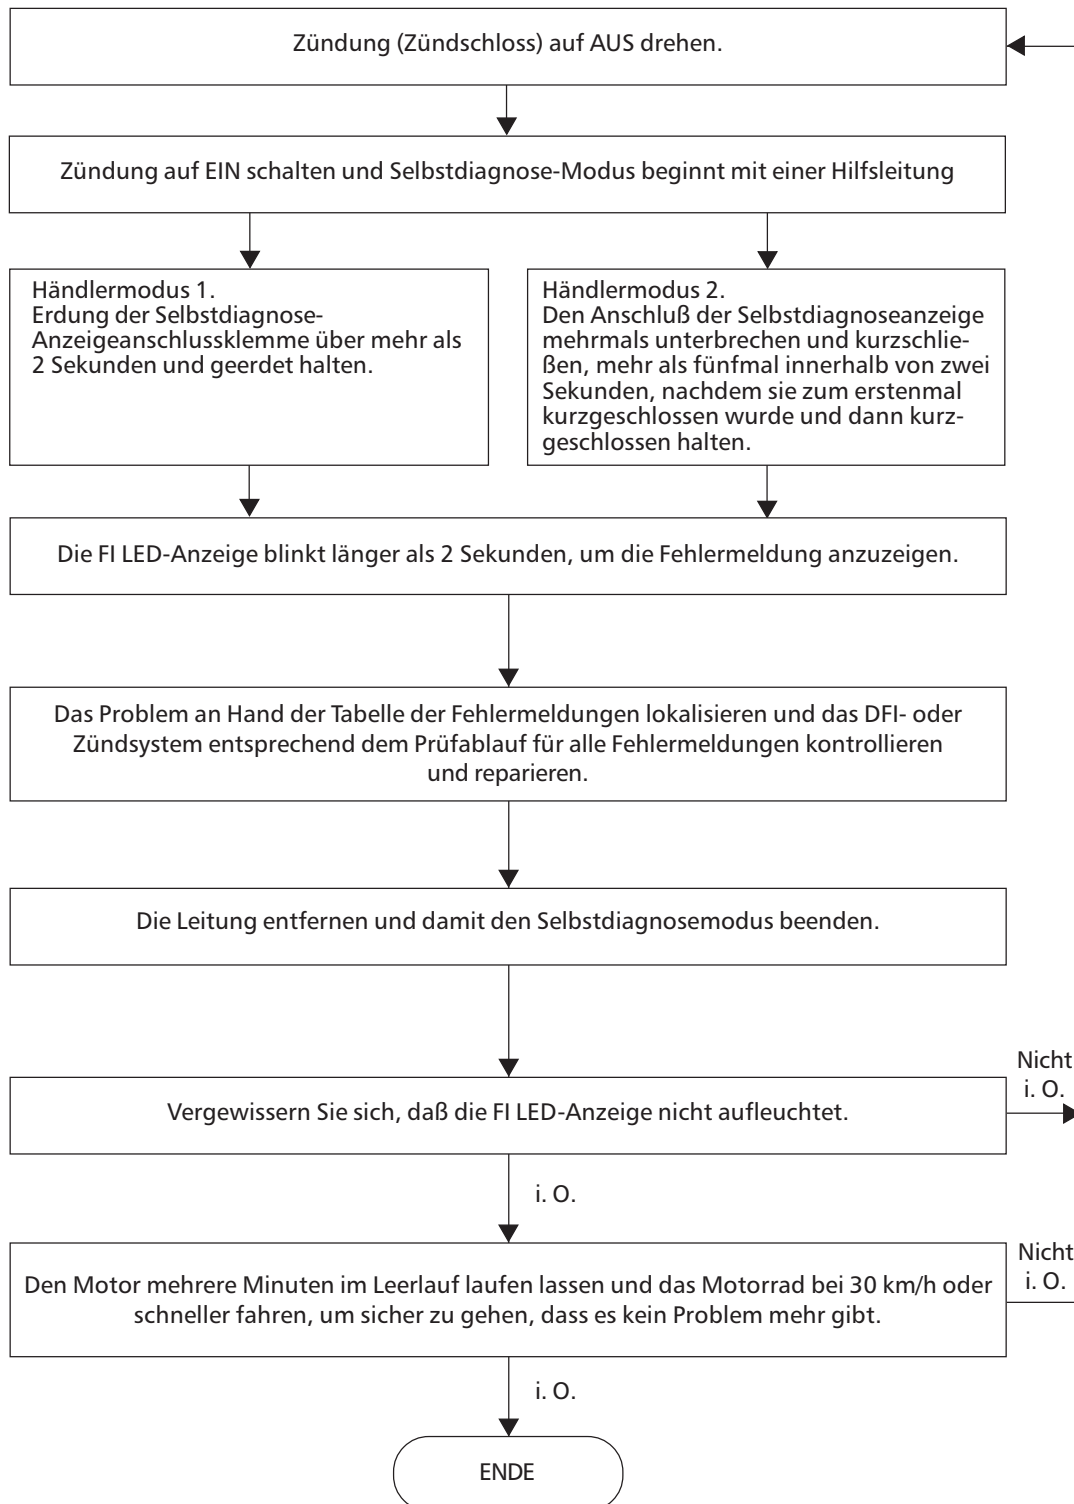 Zündung (Zündschloss) auf AUS drehen.
Zündung auf EIN schalten und Selbstdiagnose-Modus beginnt mit einer Hilfsleitung
Händlermodus 1.
Erdung der Selbstdiagnose-
Anzeigeanschlussklemme über mehr als
2 Sekunden und geerdet halten.
Händlermodus 2.
Den Anschluß der Selbstdiagnoseanzeige
mehrmals unterbrechen und kurzschlie-
ßen, mehr als fünfmal innerhalb von zwei
Sekunden, nachdem sie zum erstenmal
kurzgeschlossen wurde und dann kurz-
geschlossen halten.
Die FI LED-Anzeige blinkt länger als 2 Sekunden, um die Fehlermeldung anzuzeigen.
Das Problem an Hand der Tabelle der Fehlermeldungen lokalisieren und das DFI- oder
Zündsystem entsprechend dem Prüfablauf für alle Fehlermeldungen kontrollieren
und reparieren.
Die Leitung entfernen und damit den Selbstdiagnosemodus beenden.
Vergewissern Sie sich, daß die FI LED-Anzeige nicht aufleuchtet.
Nicht
i. O.
i. O.
Den Motor mehrere Minuten im Leerlauf laufen lassen und das Motorrad bei 30 km/h oder
schneller fahren, um sicher zu gehen, dass es kein Problem mehr gibt.
Nicht
i. O.
i. O.
ENDE